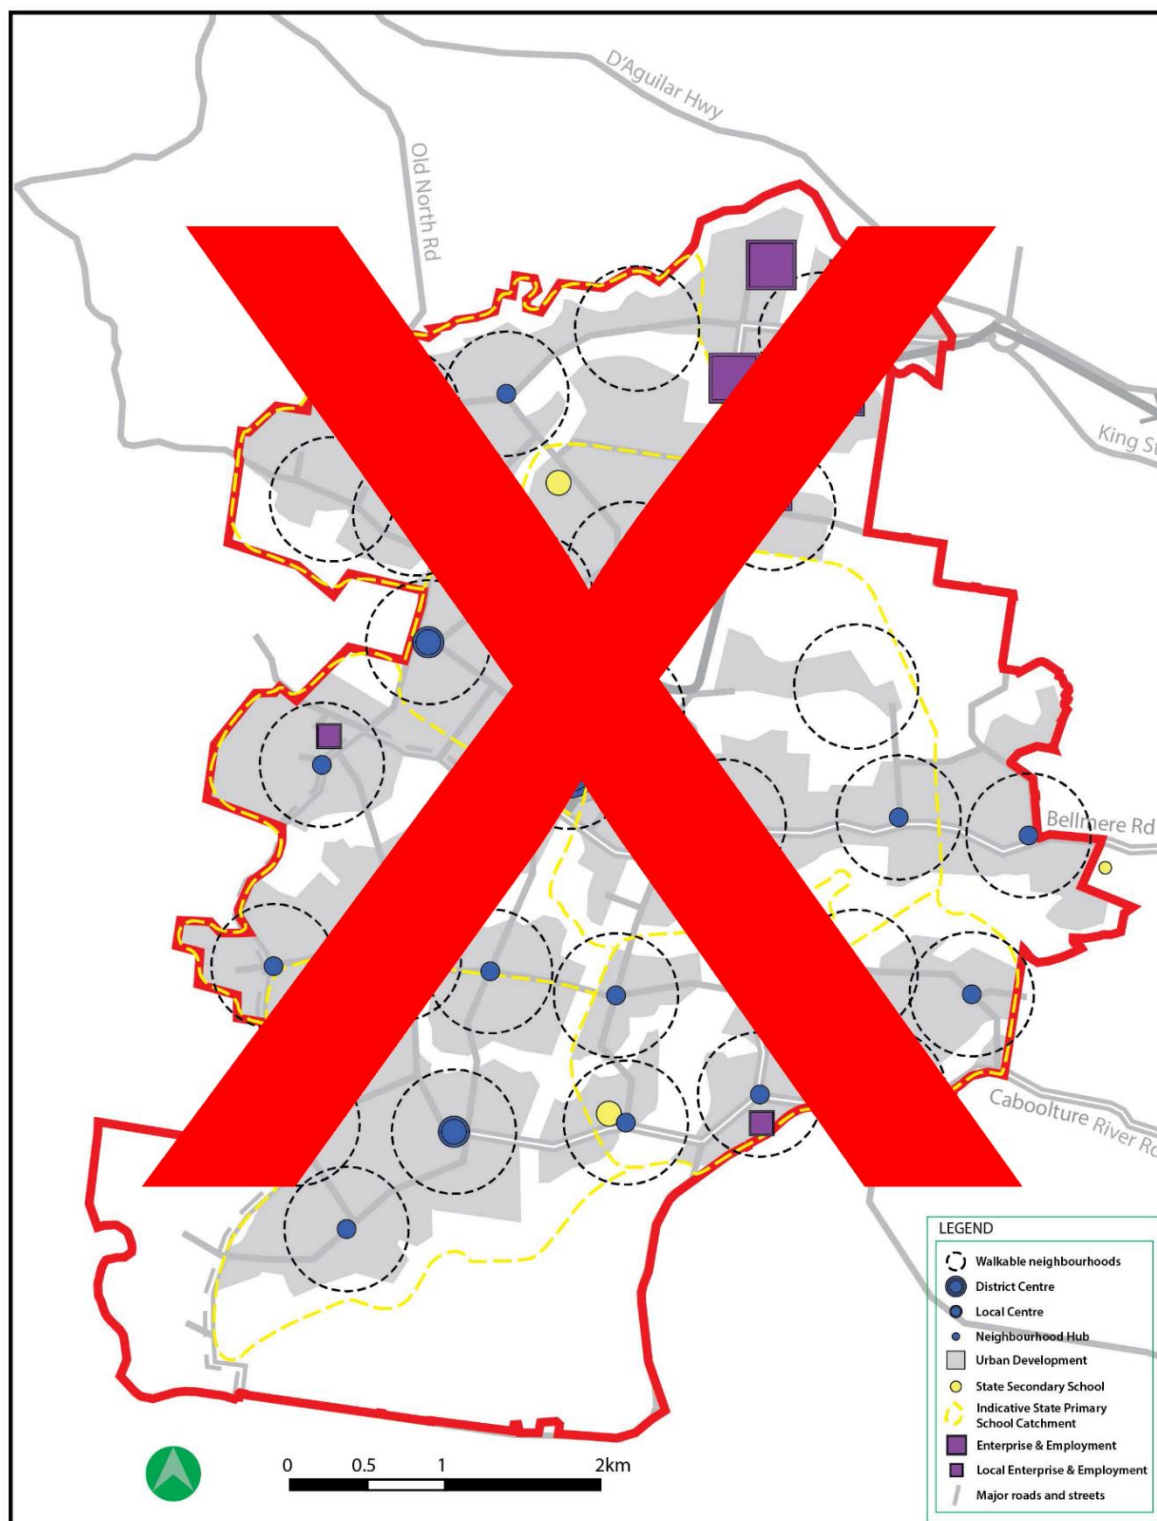 D'Aguilar Hwy
Old North Rd
King St
Bellmere Rd
Caboolture River Rd
LEGEND
Walkable neighbourhoods
District Centre
Local Centre
Neighbourhood Hub
Urban Development
State Secondary School
Indicative State Primary
School Catchment
Enterprise & Employment
Local Enterprise & Employment
Major roads and streets
0 0.5 1 2km